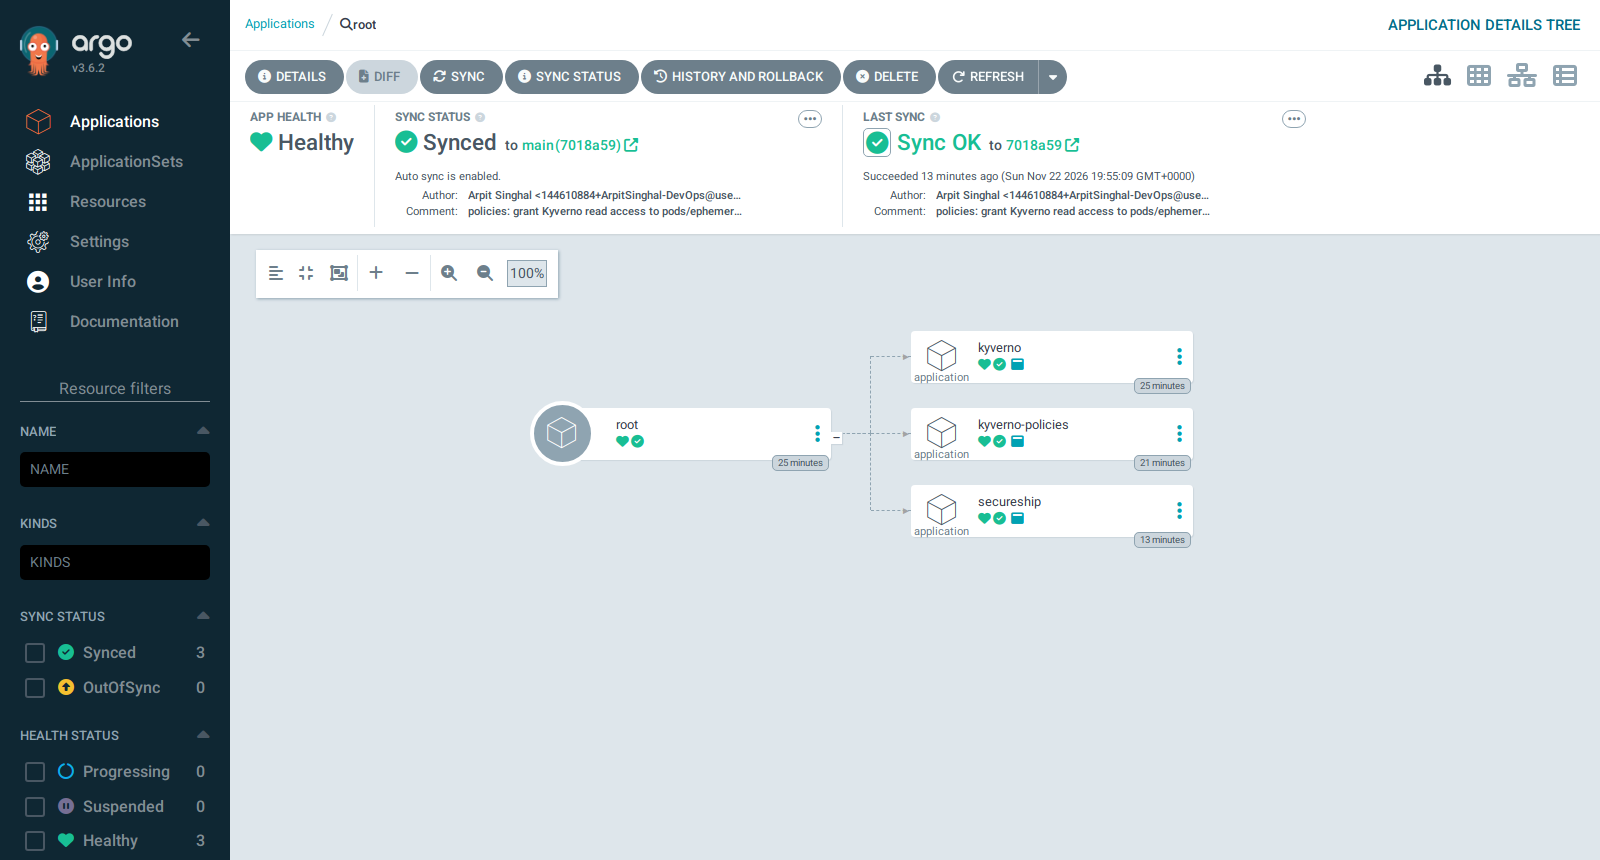 argo
v3.6.2
Applications
ApplicationSets
Resources
Settings
User Info
Documentation
Resource filters
NAME
NAME
KINDS
KINDS
SYNC STATUS
Synced 3
OutOfSync 0
HEALTH STATUS
Progressing 0
Suspended 0
Healthy 3
Applications / root
APPLICATION DETAILS TREE
DETAILS
DIFF
SYNC
SYNC STATUS
HISTORY AND ROLLBACK
DELETE
REFRESH
APP HEALTH
Healthy
SYNC STATUS
Synced to main(7018a59)
Auto sync is enabled.
Author: Arpit Singhal <144610884+ArpitSinghal-DevOps@use...
Comment: policies: grant Kyverno read access to pods/ephemer...
LAST SYNC
Sync OK to 7018a59
Succeeded 13 minutes ago (Sun Nov 22 2026 19:55:09 GMT+0000)
Author: Arpit Singhal <144610884+ArpitSinghal-DevOps@use...
Comment: policies: grant Kyverno read access to pods/ephemer...
100%
root
25 minutes
kyverno
application
25 minutes
kyverno-policies
application
21 minutes
secureship
application
13 minutes